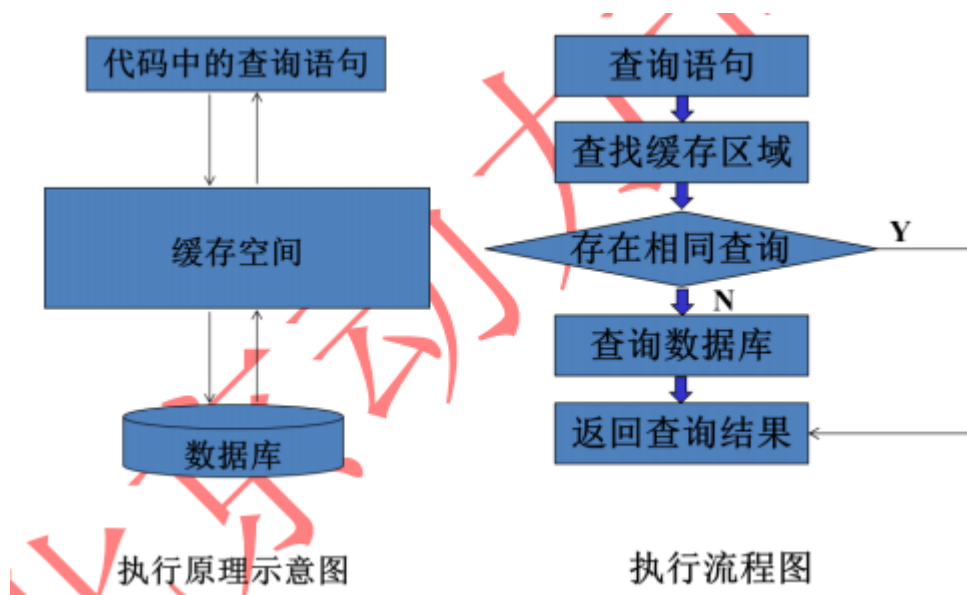 代码中的查询语句
缓存空间
数据库
执行原理示意图
查询语句
查找缓存区域
存在相同查询
Y
N
查询数据库
返回查询结果
执行流程图